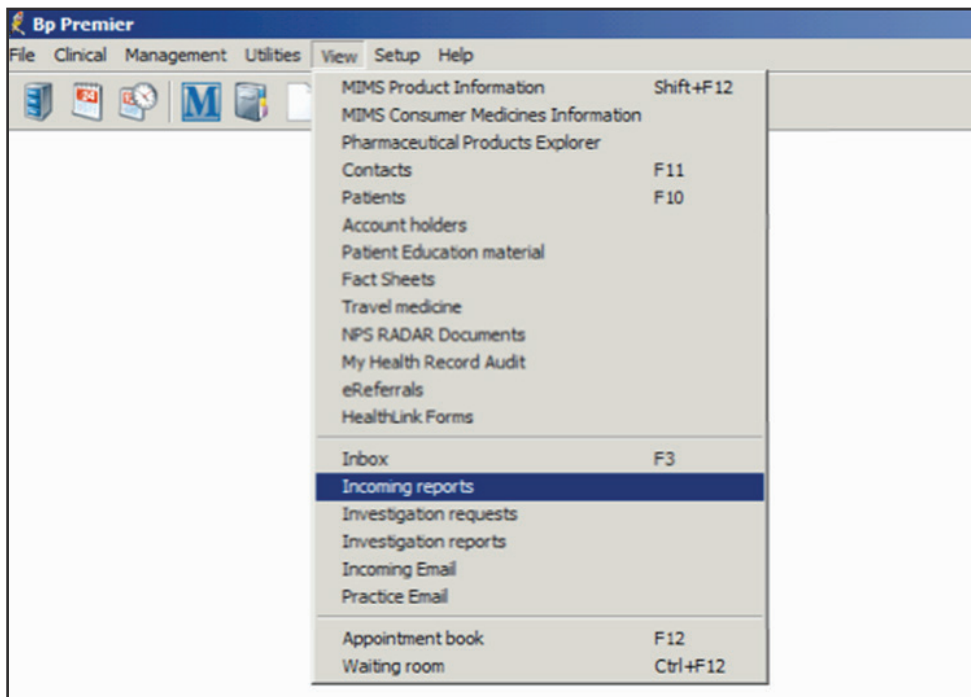 Bp Premier
File Clinical Management Utilities View Setup Help
MIMS Product Information Shift+F12
MIMS Consumer Medicines Information
Pharmaceutical Products Explorer
Contacts F11
Patients F10
Account holders
Patient Education material
Fact Sheets
Travel medicine
NPS RADAR Documents
My Health Record Audit
eReferrals
HealthLink Forms
Inbox F3
Incoming reports
Investigation requests
Investigation reports
Incoming Email
Practice Email
Appointment book F12
Waiting room Ctrl+F12